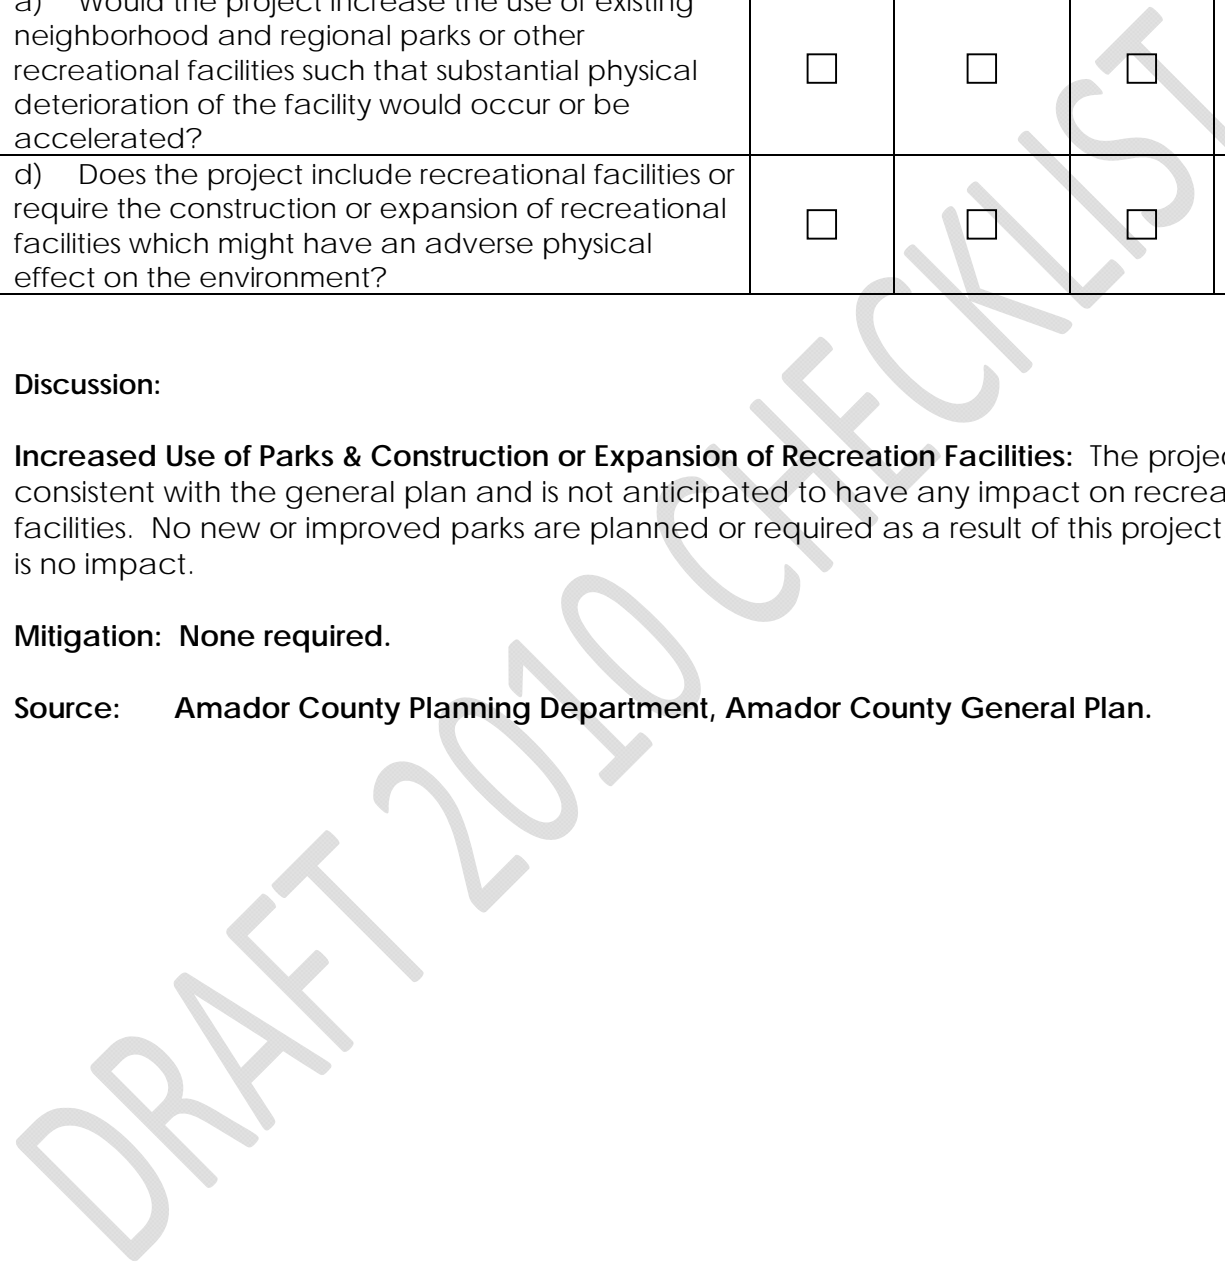 a) Would the project increase the use of existing
neighborhood and regional parks or other
recreational facilities such that substantial physical
deterioration of the facility would occur or be
accelerated?
d) Does the project include recreational facilities or
require the construction or expansion of recreational
facilities which might have an adverse physical
effect on the environment?
Discussion:
Increased Use of Parks & Construction or Expansion of Recreation Facilities: The projec
consistent with the general plan and is not anticipated to have any impact on recrea
facilities. No new or improved parks are planned or required as a result of this project
is no impact.
Mitigation: None required.
Source: Amador County Planning Department, Amador County General Plan.
DRAFT 2010 CHECKLIST